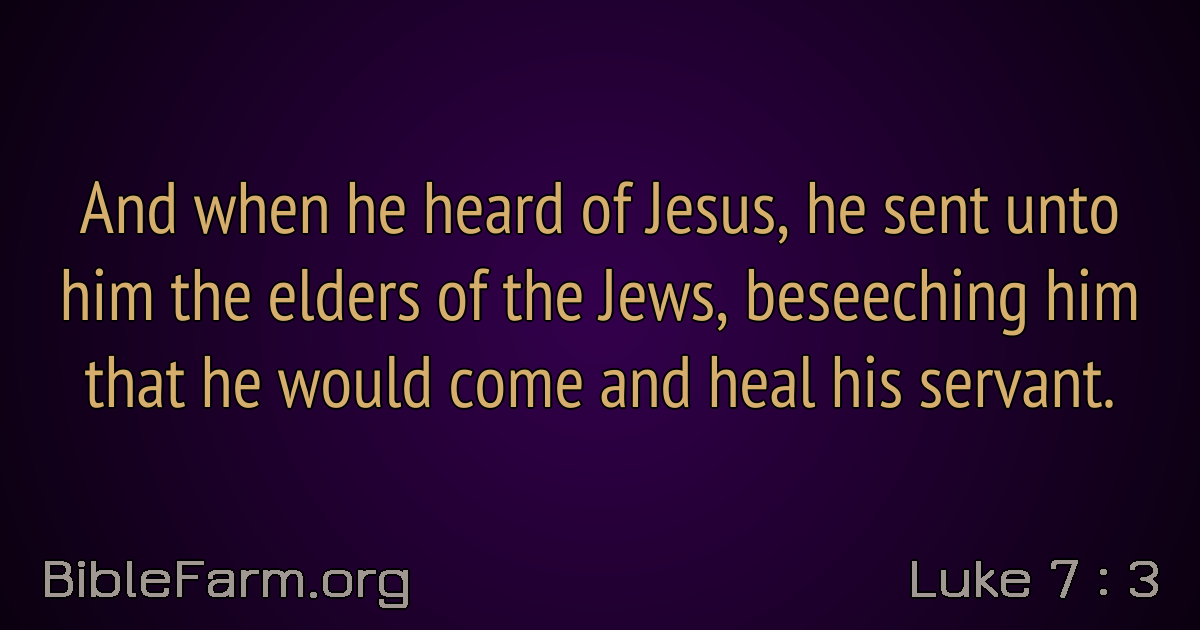 And when he heard of Jesus, he sent unto
him the elders of the Jews, beseeching him
that he would come and heal his servant.
BibleFarm.org
Luke 7 : 3